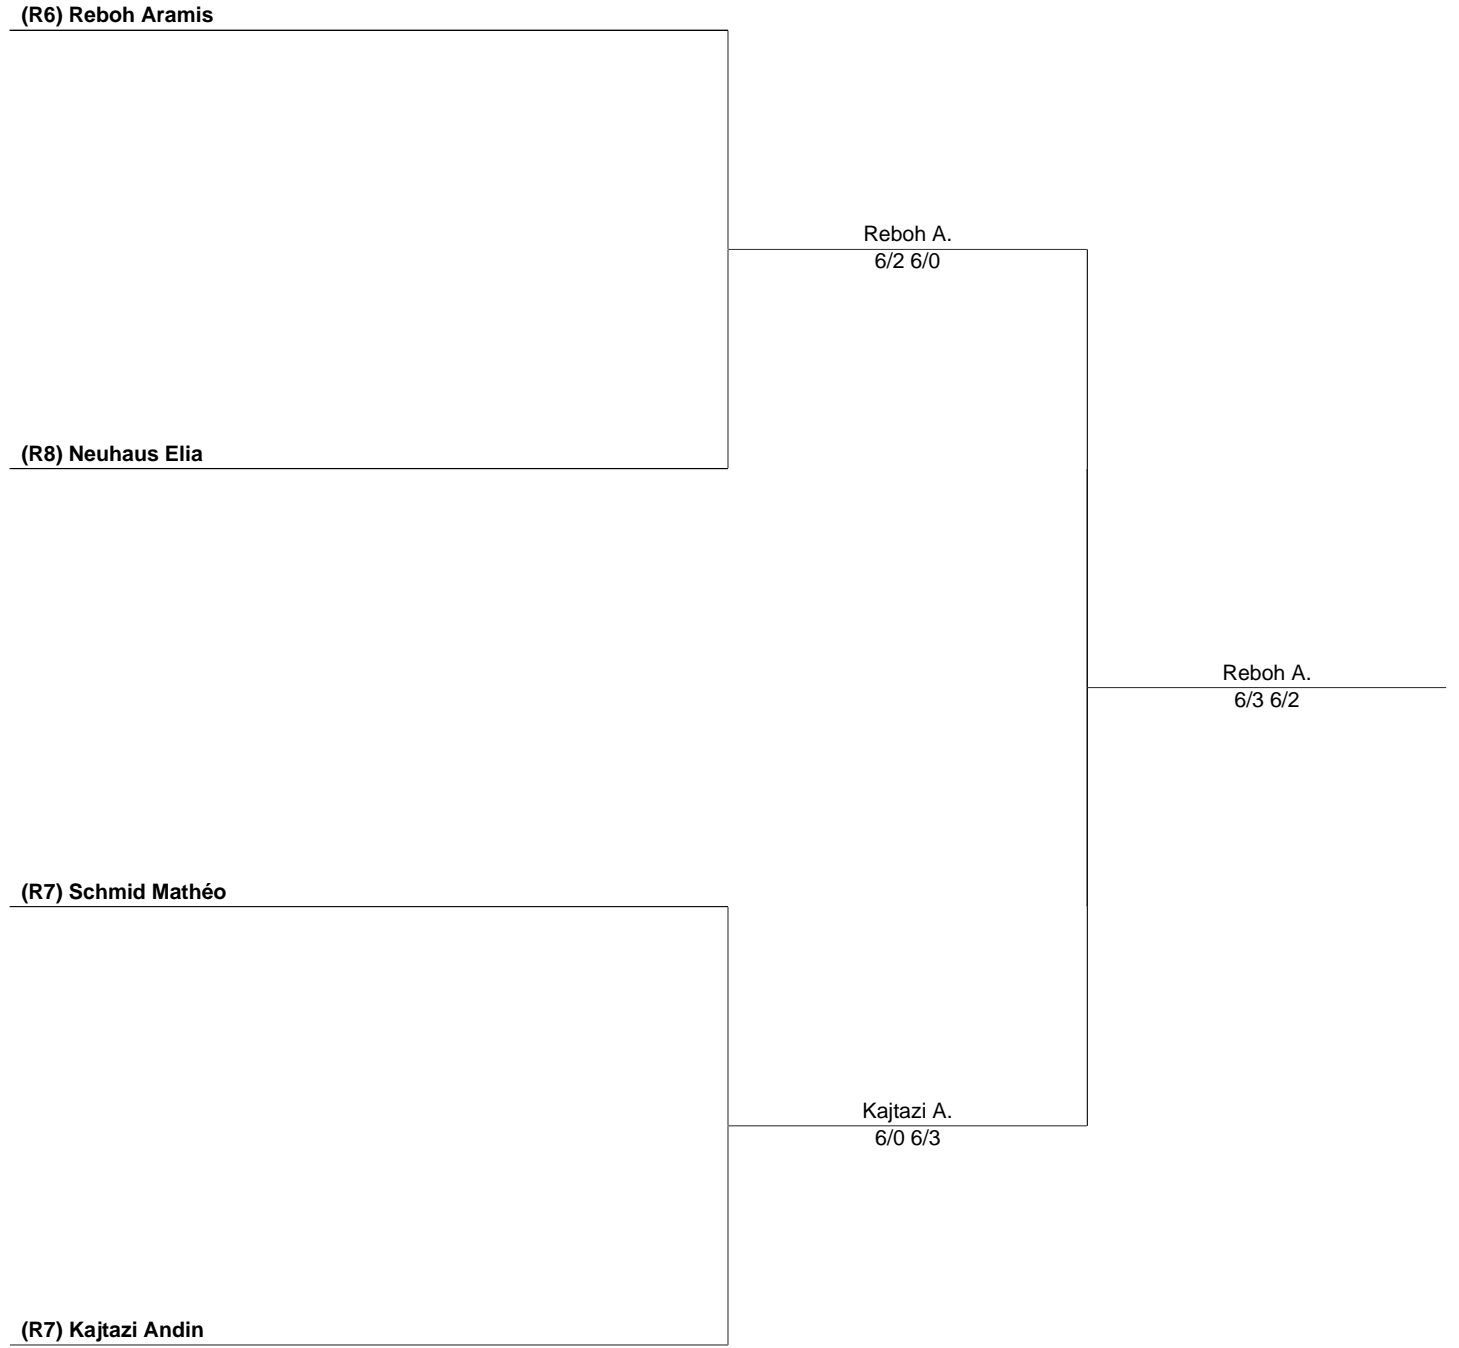 (R6) Reboh Aramis
Reboh A.
6/2 6/0
(R8) Neuhaus Elia
Reboh A.
6/3 6/2
(R7) Schmid Mathéo
Kajtazi A.
6/0 6/3
(R7) Kajtazi Andin